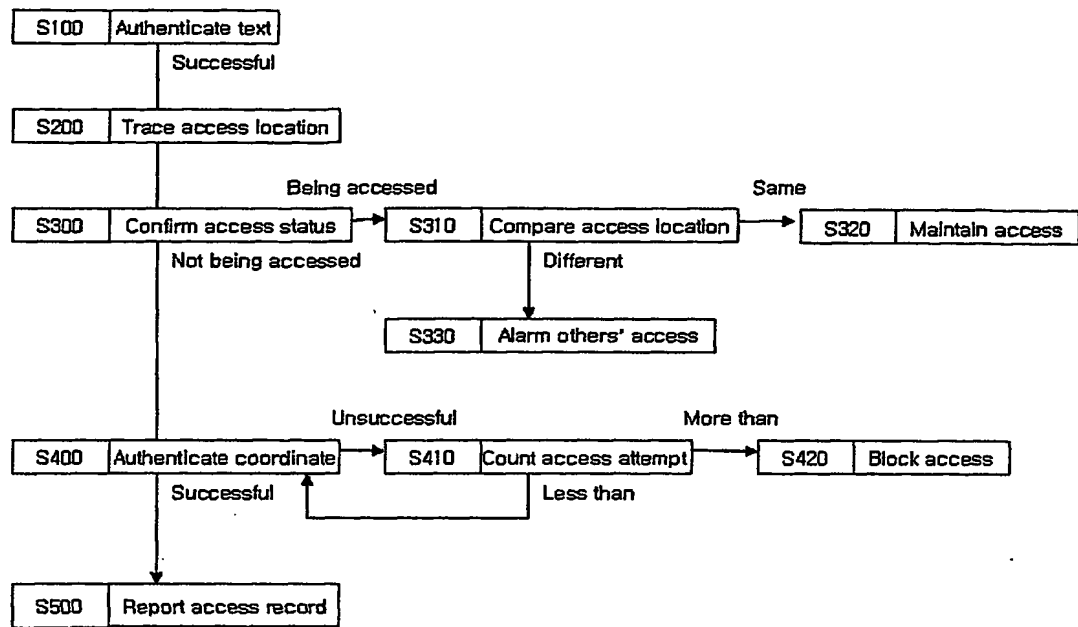 S100 Authenticate text
Successful
S200 Trace access location
Being accessed
Same
S300 Confirm access status
S310 Compare access location
S320 Maintain access
Not being accessed
Different
S330 Alarm others' access
Unsuccessful
More than
S400 Authenticate coordinate
S410 Count access attempt
S420 Block access
Successful
Less than
S500 Report access record